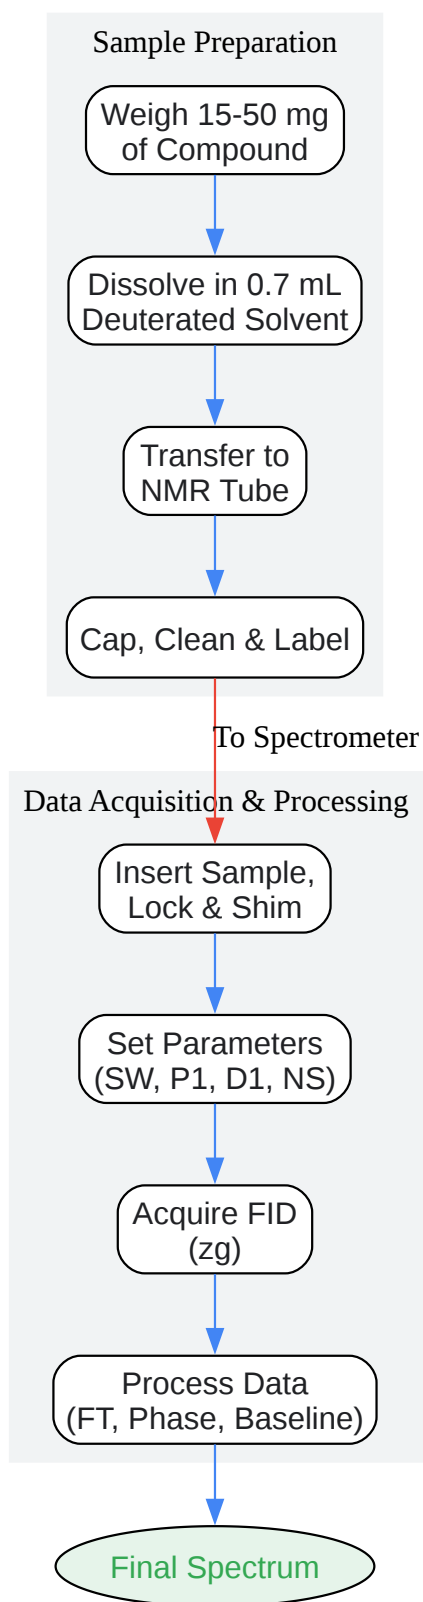 Sample Preparation
Weigh 15-50 mg
of Compound
Dissolve in 0.7 mL
Deuterated Solvent
Transfer to
NMR Tube
Cap, Clean & Label
To Spectrometer
Data Acquisition & Processing
Insert Sample,
Lock & Shim
Set Parameters
(SW, P1, D1, NS)
Acquire FID
(zg)
Process Data
(FT, Phase, Baseline)
Final Spectrum